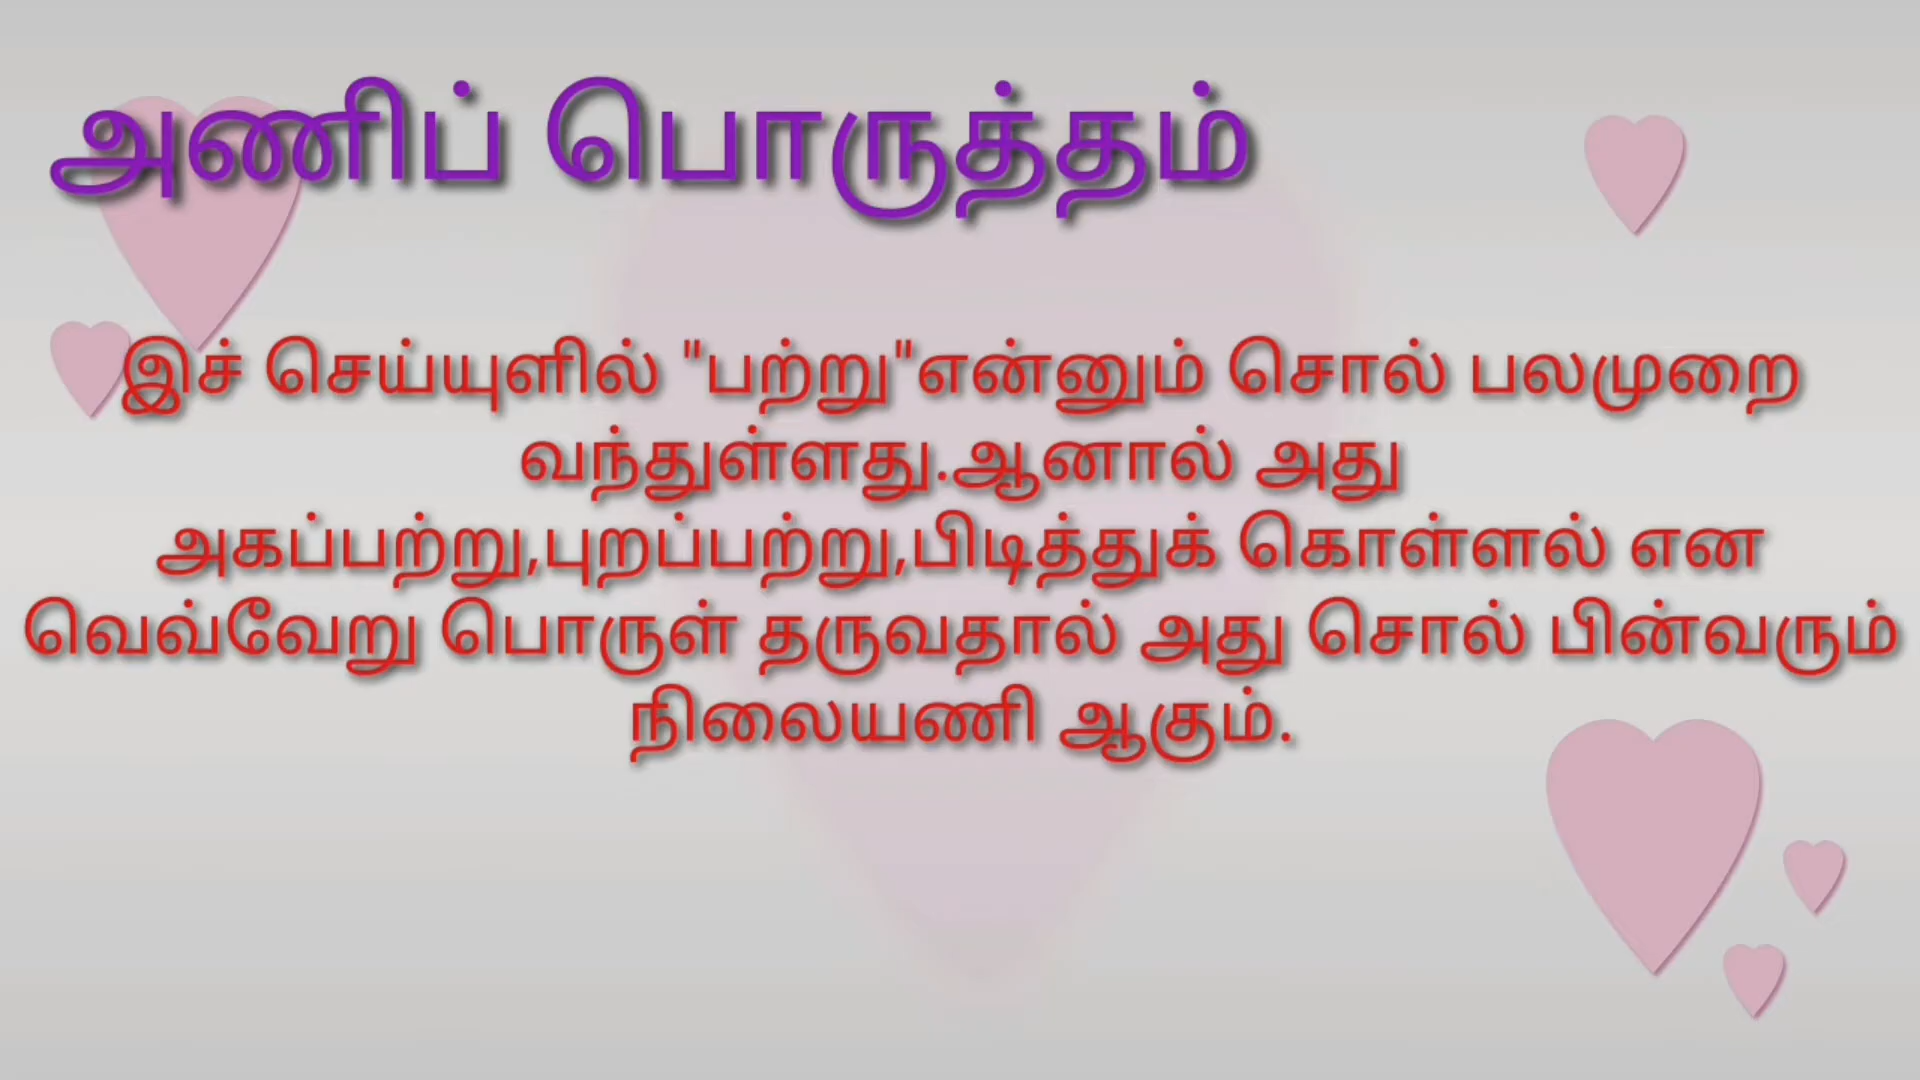 அணிப் பொருத்தம்
இச் செய்யுளில் "பற்று"என்னும் சொல் பலமுறை
வந்துள்ளது.ஆனால் அது
அகப்பற்று,புறப்பற்று,பிடித்துக் கொள்ளல் என
வெவ்வேறு பொருள் தருவதால் அது சொல் பின்வரும்
நிலையணி ஆகும்.